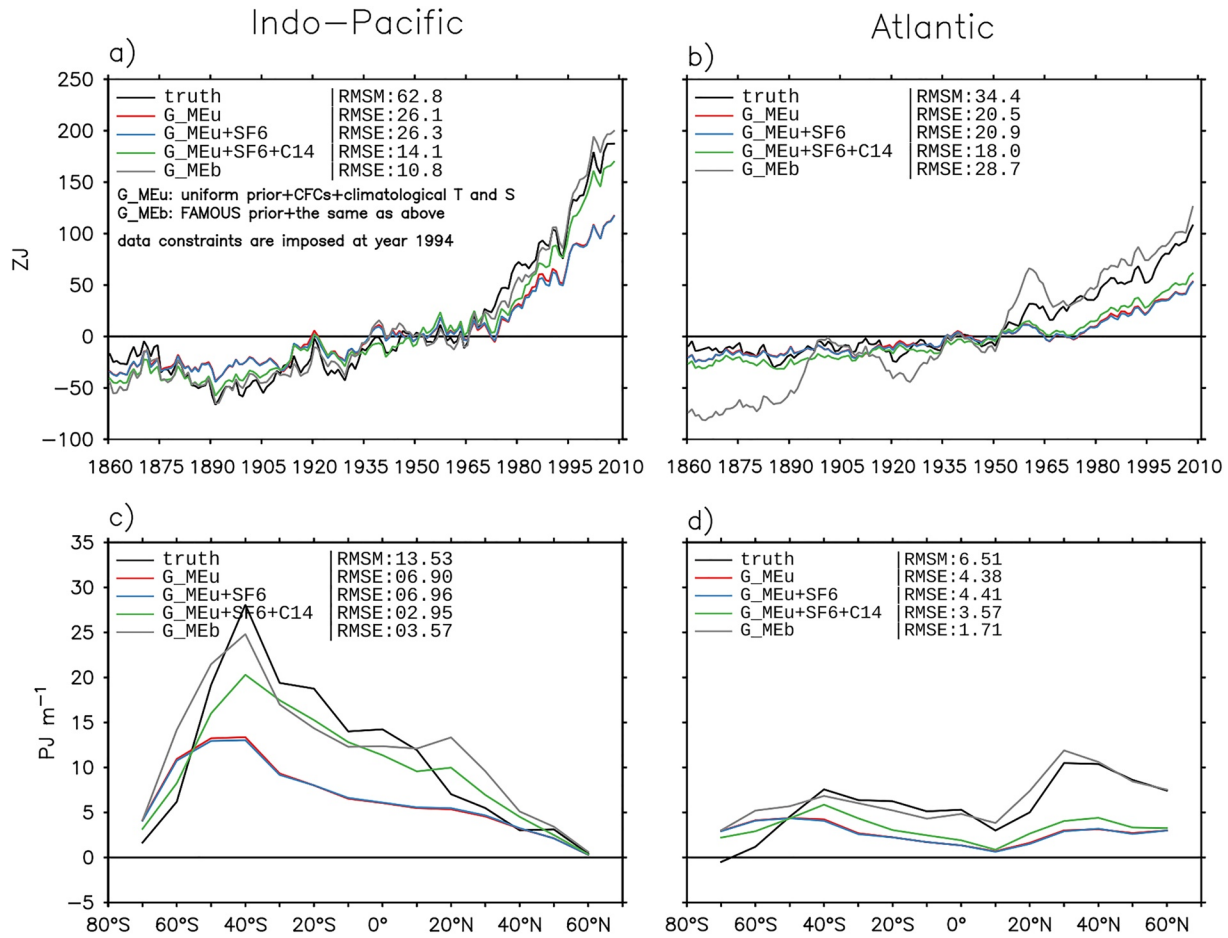 Indo-Pacific
Atlantic
a)
250
200
150
100
50
0
-50
-100
ZJ
truth |RMSM:62.8
G_MEu |RMSE:26.1
G_MEu+SF6 |RMSE:26.3
G_MEu+SF6+C14 |RMSE:14.1
G_MEb |RMSE:10.8
G_MEu: uniform prior+CFCs+climatological T and S
G_MEb: FAMOUS prior+the same as above
data constraints are imposed at year 1994
1860 1875 1890 1905 1920 1935 1950 1965 1980 1995 2010
b)
truth |RMSM:34.4
G_MEu |RMSE:20.5
G_MEu+SF6 |RMSE:20.9
G_MEu+SF6+C14 |RMSE:18.0
G_MEb |RMSE:28.7
1860 1875 1890 1905 1920 1935 1950 1965 1980 1995 2010
c)
35
30
25
20
15
10
5
0
-5
PJ m⁻¹
truth |RMSM:13.53
G_MEu |RMSE:06.90
G_MEu+SF6 |RMSE:06.96
G_MEu+SF6+C14 |RMSE:02.95
G_MEb |RMSE:03.57
80°S 60°S 40°S 20°S 0° 20°N 40°N 60°N
d)
truth |RMSM:6.51
G_MEu |RMSE:4.38
G_MEu+SF6 |RMSE:4.41
G_MEu+SF6+C14 |RMSE:3.57
G_MEb |RMSE:1.71
80°S 60°S 40°S 20°S 0° 20°N 40°N 60°N